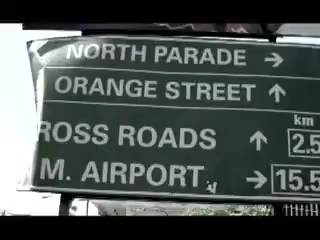 NORTH PARADE →
ORANGE STREET ↑
km
ROSS ROADS ↑ 2.5
M. AIRPORT → 15.5